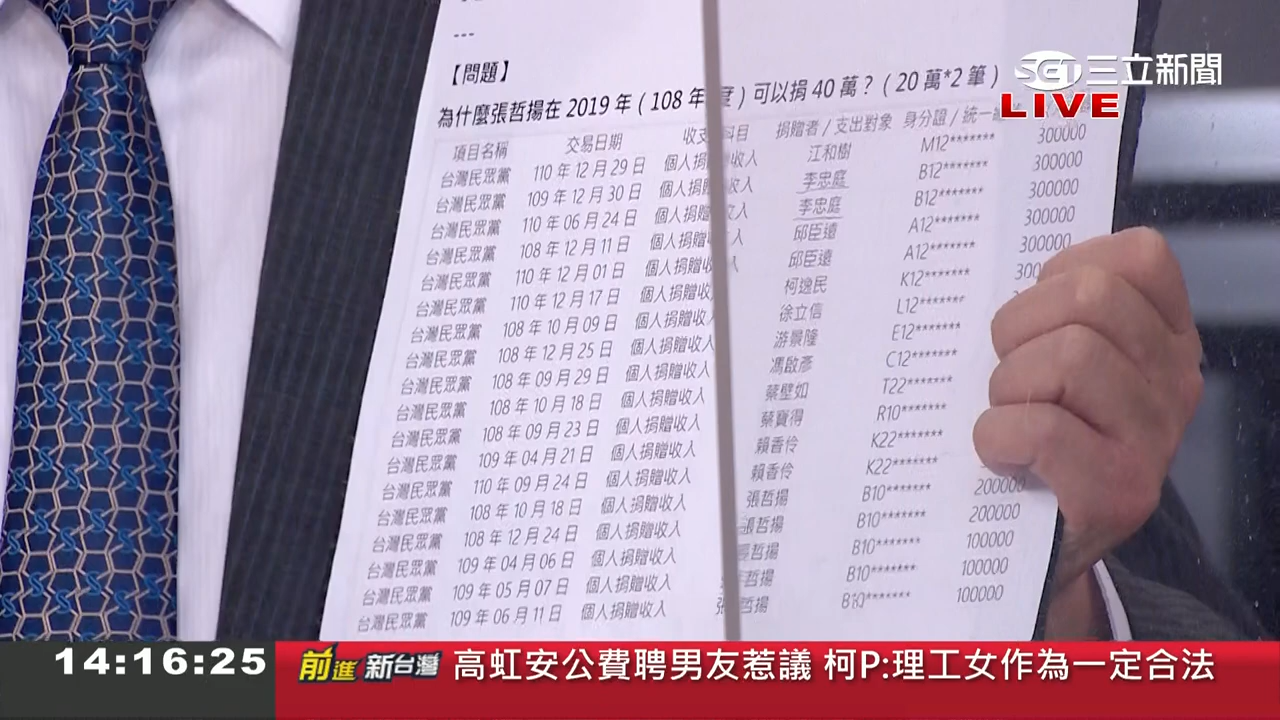 ---
【問題】
為什麼張哲揚在 2019 年 ( 108 年度 ) 可以捐 40 萬？ ( 20 萬*2 筆 )
SET 三立新聞
LIVE
項目名稱 交易日期 收支科目 捐贈者 / 支出對象 身分證 / 統一
台灣民眾黨 110 年 12 月 29 日 個人捐贈收入 江和樹 M12******* 300000
台灣民眾黨 109 年 12 月 30 日 個人捐贈收入 李忠庭 B12******* 300000
台灣民眾黨 110 年 06 月 24 日 個人捐贈收入 李忠庭 B12******* 300000
台灣民眾黨 108 年 12 月 11 日 個人捐贈收入 邱臣遠 A12******* 300000
台灣民眾黨 110 年 12 月 01 日 個人捐贈收入 邱臣遠 A12******* 300000
台灣民眾黨 110 年 12 月 17 日 個人捐贈收 柯逸民 K12******* 300
台灣民眾黨 108 年 10 月 09 日 個人捐贈收 徐立信 L12*******
台灣民眾黨 108 年 12 月 25 日 個人捐贈收入 游景隆 E12*******
台灣民眾黨 108 年 09 月 29 日 個人捐贈收入 馮啟彥 C12*******
台灣民眾黨 108 年 10 月 18 日 個人捐贈收入 蔡壁如 T22*******
台灣民眾黨 108 年 09 月 23 日 個人捐贈收入 蔡寶得 R10*******
台灣民眾黨 109 年 04 月 21 日 個人捐贈收入 賴香伶 K22*******
台灣民眾黨 110 年 09 月 24 日 個人捐贈收入 賴香伶 K22*******
台灣民眾黨 108 年 10 月 18 日 個人捐贈收入 張哲揚 B10******* 200000
台灣民眾黨 108 年 12 月 24 日 個人捐贈收入 張哲揚 B10******* 200000
台灣民眾黨 109 年 04 月 06 日 個人捐贈收入 張哲揚 B10******* 100000
台灣民眾黨 109 年 05 月 07 日 個人捐贈收入 張哲揚 B10******* 100000
台灣民眾黨 109 年 06 月 11 日 個人捐贈收入 張哲揚 B10******* 100000
14:16:25 前進新台灣 高虹安公費聘男友惹議 柯P:理工女作為一定合法